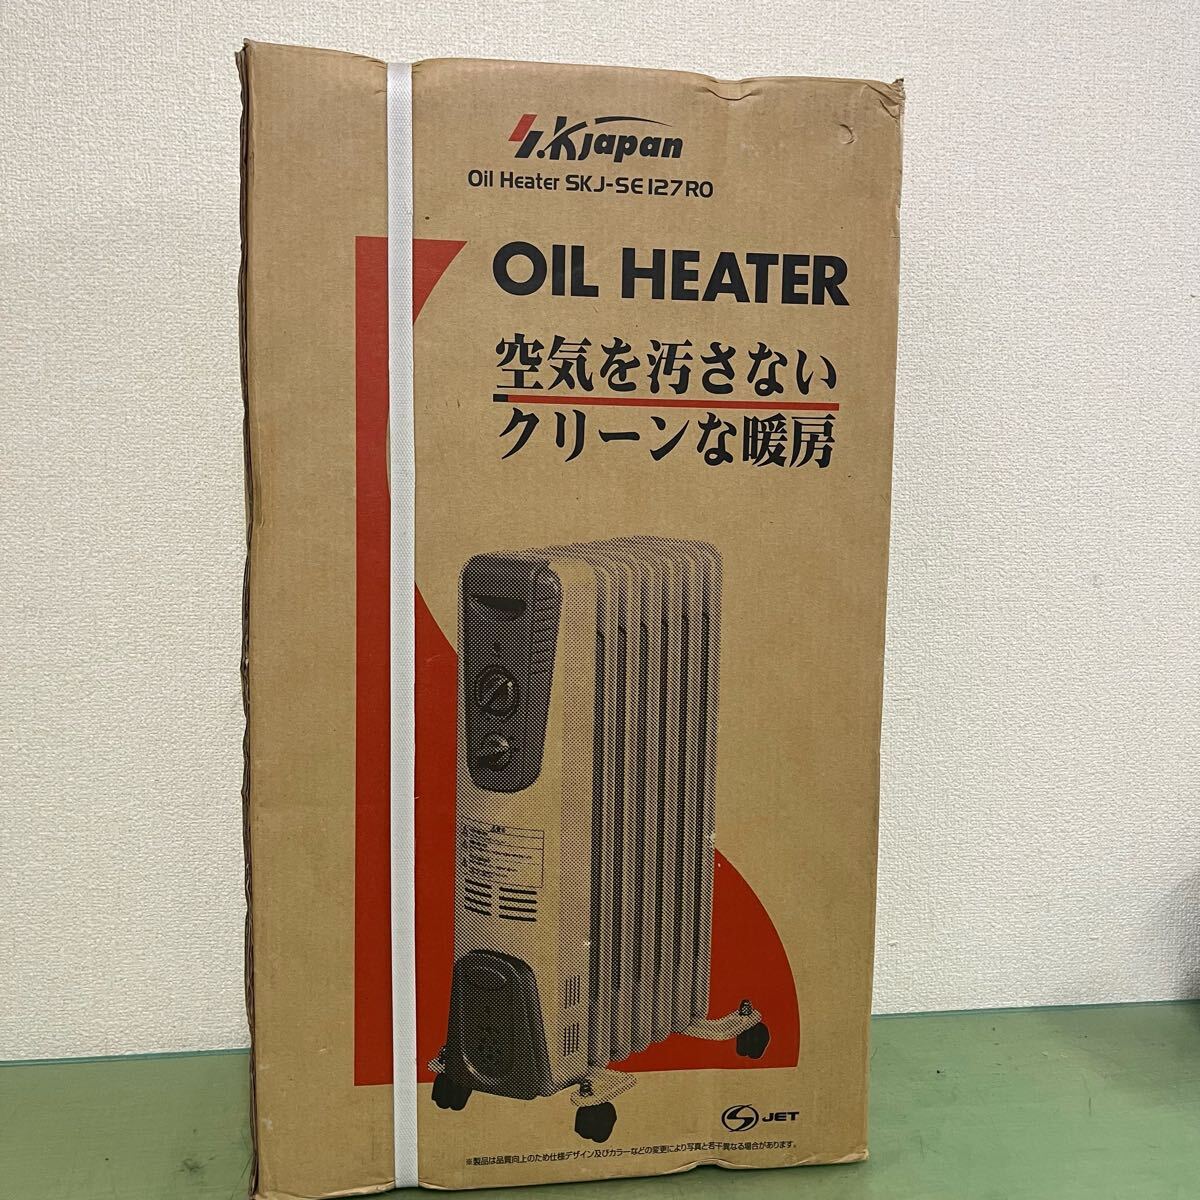 S.KJapan
Oil Heater SKJ-SE127RO
OIL HEATER
空気を汚さない
クリーンな暖房
S JET
※製品は品質向上のため仕様デザイン及びカラーなどの変更により写真と若干異なる場合があります。